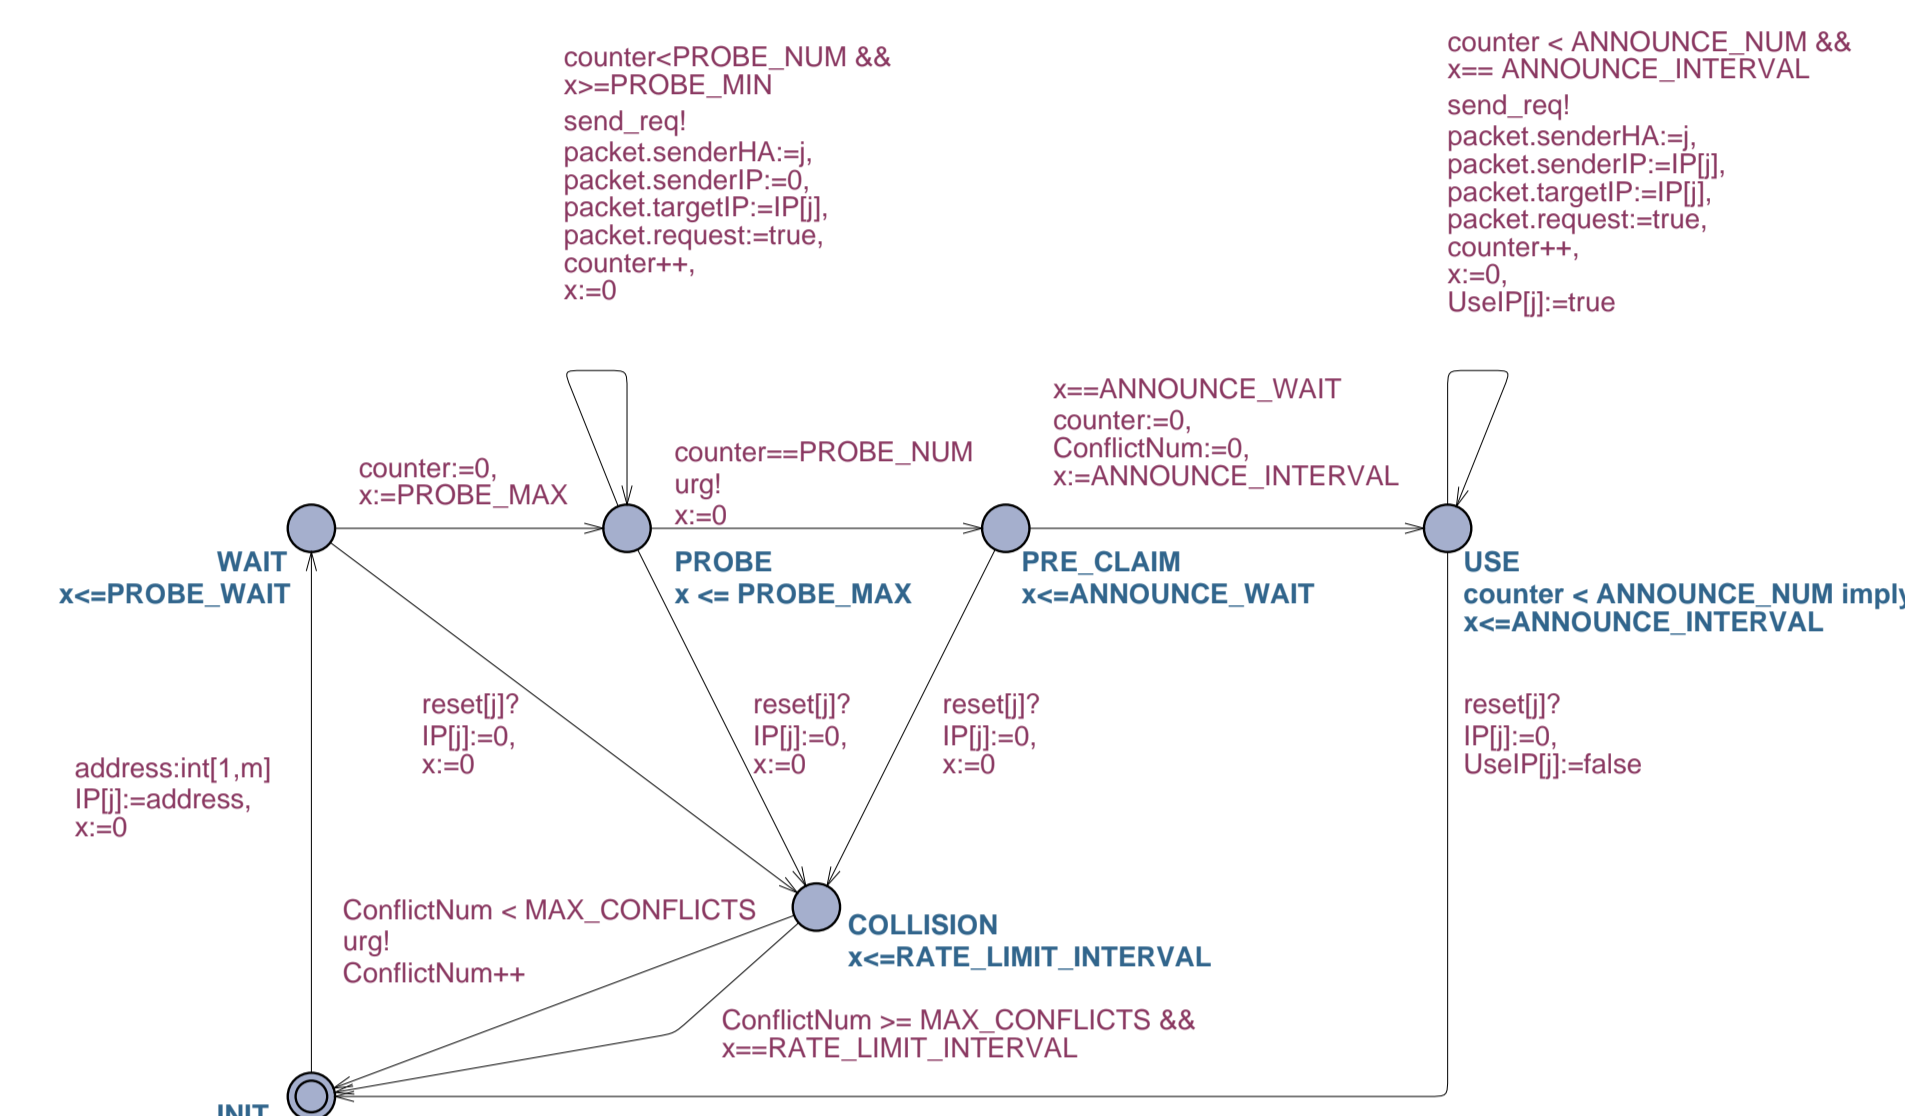 counter<PROBE_NUM &&
x>=PROBE_MIN
send_req!
packet.senderHA:=j,
packet.senderIP:=0,
packet.targetIP:=IP[j],
packet.request:=true,
counter++,
x:=0
counter < ANNOUNCE_NUM &&
x== ANNOUNCE_INTERVAL
send_req!
packet.senderHA:=j,
packet.senderIP:=IP[j],
packet.targetIP:=IP[j],
packet.request:=true,
counter++,
x:=0,
UseIP[j]:=true
counter:=0,
x:=PROBE_MAX
counter==PROBE_NUM
urg!
x:=0
x==ANNOUNCE_WAIT
counter:=0,
ConflictNum:=0,
x:=ANNOUNCE_INTERVAL
WAIT
x<=PROBE_WAIT
PROBE
x <= PROBE_MAX
PRE_CLAIM
x<=ANNOUNCE_WAIT
USE
counter < ANNOUNCE_NUM imply
x<=ANNOUNCE_INTERVAL
address:int[1,m]
IP[j]:=address,
x:=0
reset[j]?
IP[j]:=0,
x:=0
reset[j]?
IP[j]:=0,
x:=0
reset[j]?
IP[j]:=0,
x:=0
reset[j]?
IP[j]:=0,
UseIP[j]:=false
ConflictNum < MAX_CONFLICTS
urg!
ConflictNum++
COLLISION
x<=RATE_LIMIT_INTERVAL
ConflictNum >= MAX_CONFLICTS &&
x==RATE_LIMIT_INTERVAL
INIT